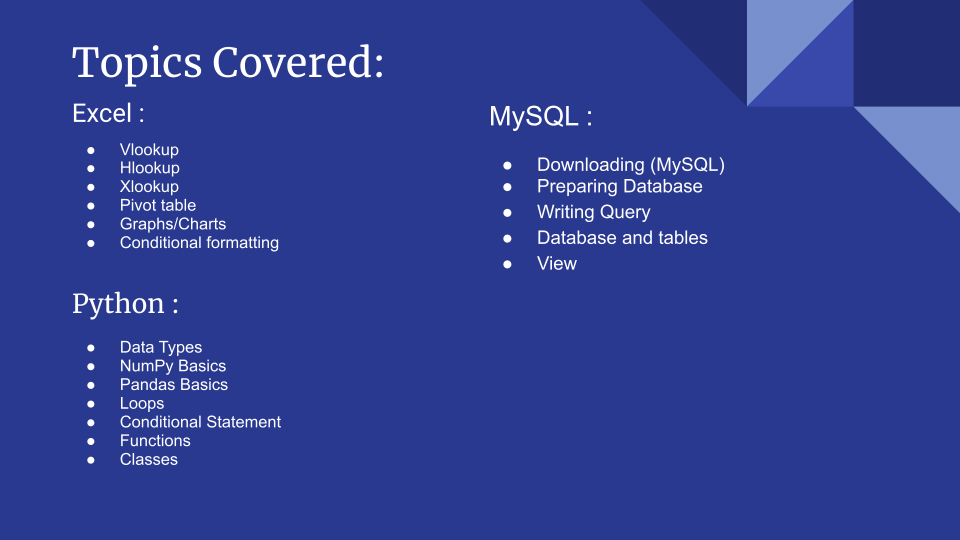 Topics Covered:
Excel :
● Vlookup
● Hlookup
● Xlookup
● Pivot table
● Graphs/Charts
● Conditional formatting
Python :
● Data Types
● NumPy Basics
● Pandas Basics
● Loops
● Conditional Statement
● Functions
● Classes
MySQL :
● Downloading (MySQL)
● Preparing Database
● Writing Query
● Database and tables
● View